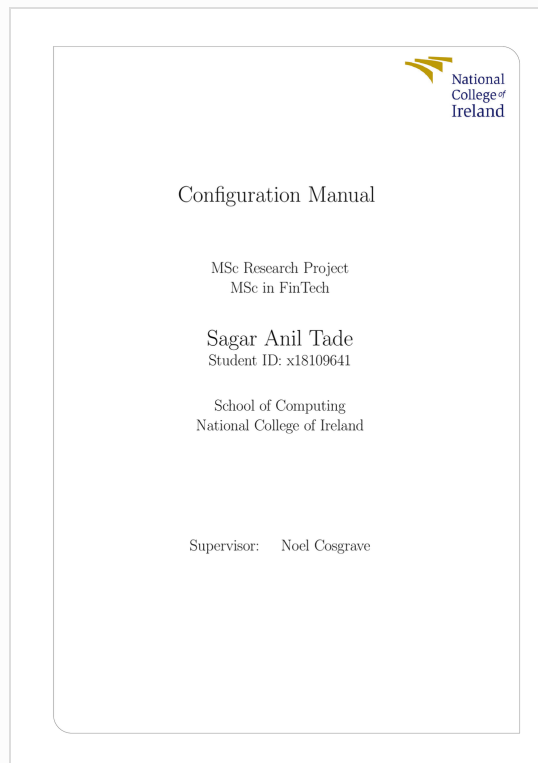 National
College of
Ireland
Configuration Manual
MSc Research Project
MSc in FinTech
Sagar Anil Tade
Student ID: x18109641
School of Computing
National College of Ireland
Supervisor: Noel Cosgrave